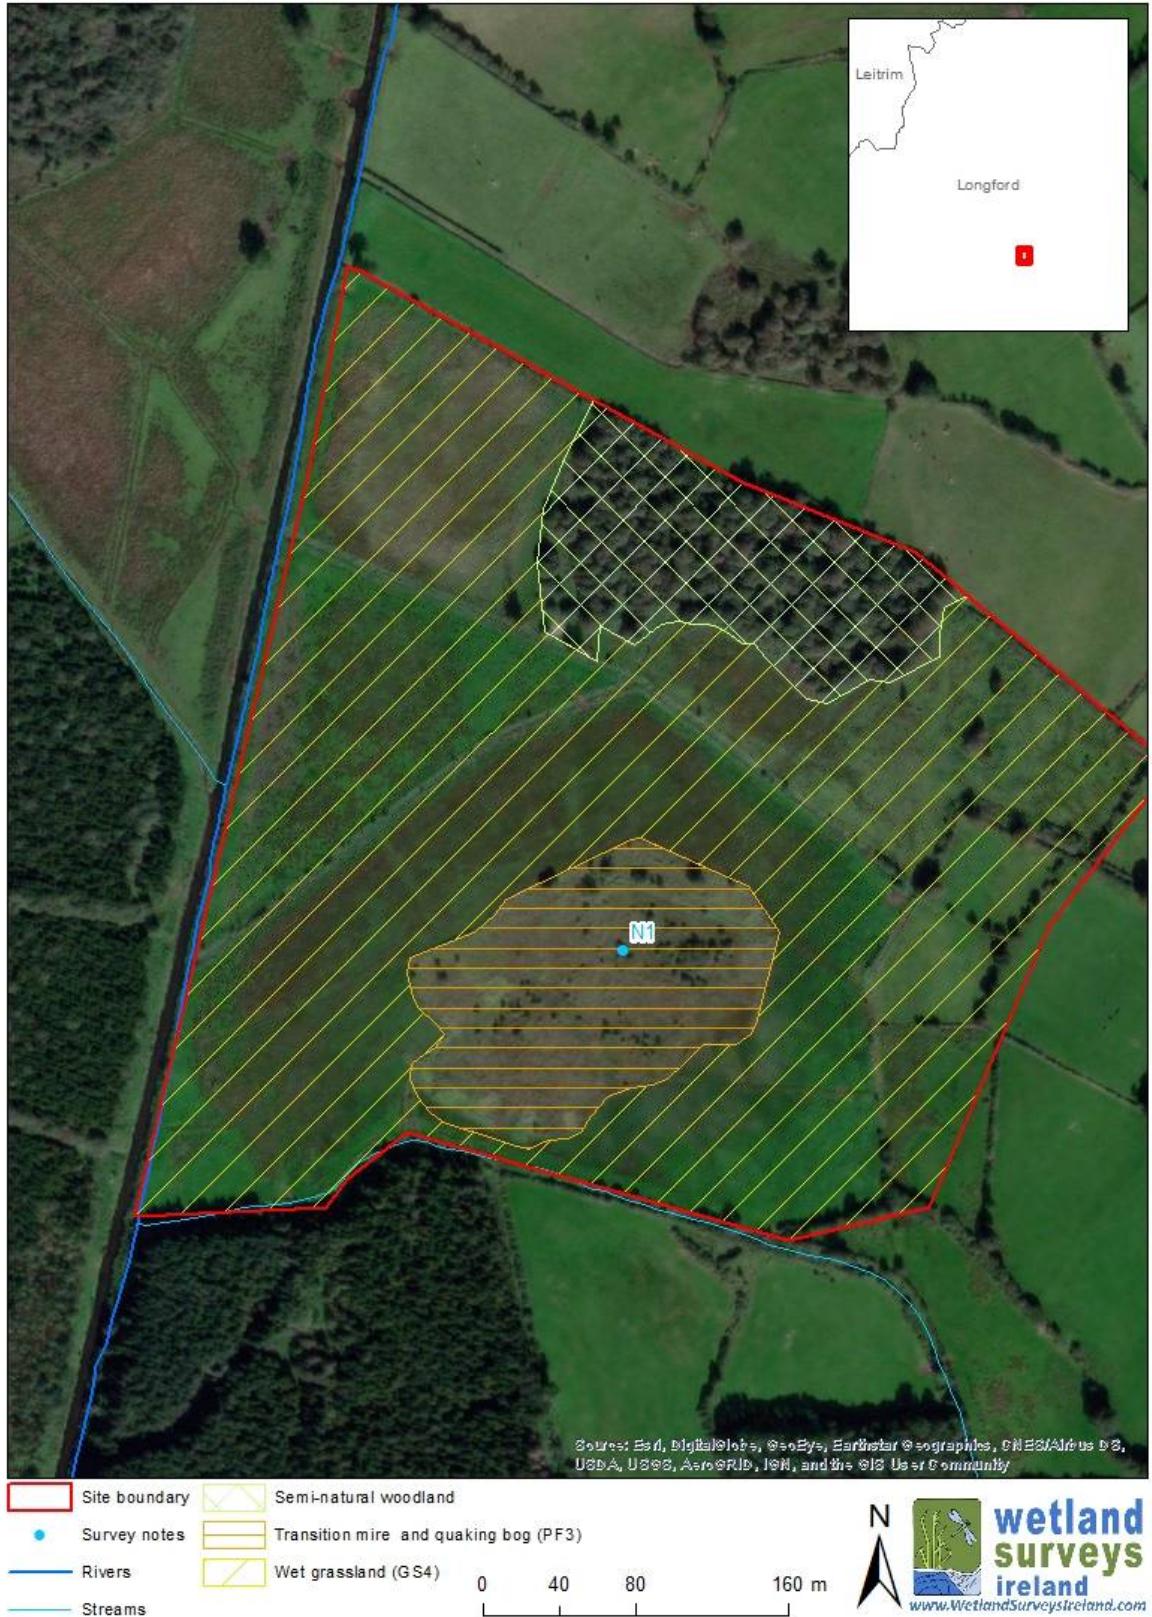 Leitrim
Longford
N1
Source: Esri, DigitalGlobe, GeoEye, Earthstar Geographics, CNES/Airbus DS,
USDA, USGS, AeroGRID, IGN, and the GIS User Community
Site boundary
Semi-natural woodland
Survey notes
Transition mire and quaking bog (PF3)
Rivers
Wet grassland (GS4)
Streams
0 40 80 160 m
N
wetland
surveys
ireland
www.WetlandSurveysIreland.com